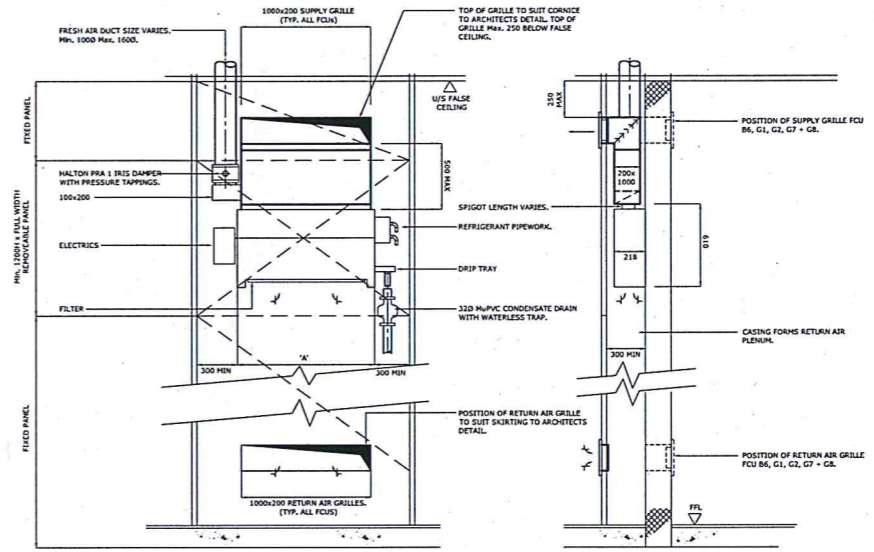 1000x200 SUPPLY GRILLE
(TYP. ALL FCUs)
TOP OF GRILLE TO SUIT CORNICE
TO ARCHITECTS DETAIL. TOP OF
GRILLE Max. 250 BELOW FALSE
CEILING.
FRESH AIR DUCT SIZE VARIES.
Min. 100Ø Max. 160Ø.
U/S FALSE
CEILING
250
MAX
FIXED PANEL
POSITION OF SUPPLY GRILLE FCU
B6, G1, G2, G7 + G8.
HALTON PRA 1 IRIS DAMPER
WITH PRESSURE TAPPINGS.
100x200
500 MAX
200x
1000
SPIGOT LENGTH VARIES.
Min. 1200H x FULL WIDTH
REMOVEABLE PANEL
REFRIGERANT PIPEWORK.
ELECTRICS
218
610
DRIP TRAY
FILTER
32Ø MuPVC CONDENSATE DRAIN
WITH WATERLESS TRAP.
CASING FORMS RETURN AIR
PLENUM.
300 MIN
'A'
300 MIN
300 MIN
FIXED PANEL
POSITION OF RETURN AIR GRILLE
TO SUIT SKIRTING TO ARCHITECTS
DETAIL.
POSITION OF RETURN AIR GRILLE
FCU B6, G1, G2, G7 + G8.
1000x200 RETURN AIR GRILLES.
(TYP. ALL FCUS)
FFL